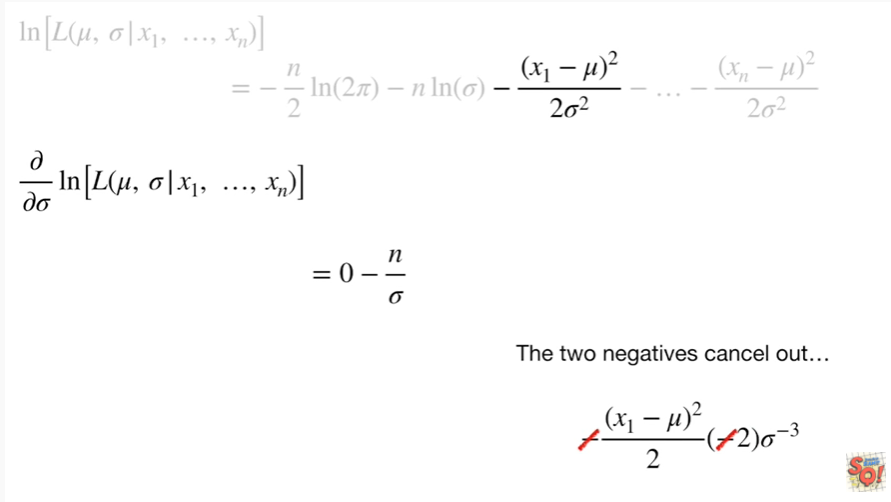 ln[L(μ, σ|x₁, …, xₙ)]
= − n/2 ln(2π) − n ln(σ) − (x₁ − μ)²/2σ² − … − (xₙ − μ)²/2σ²
∂/∂σ ln[L(μ, σ|x₁, …, xₙ)]
= 0 − n/σ
The two negatives cancel out…
−(x₁ − μ)²/2 (−2)σ⁻³
SQ!